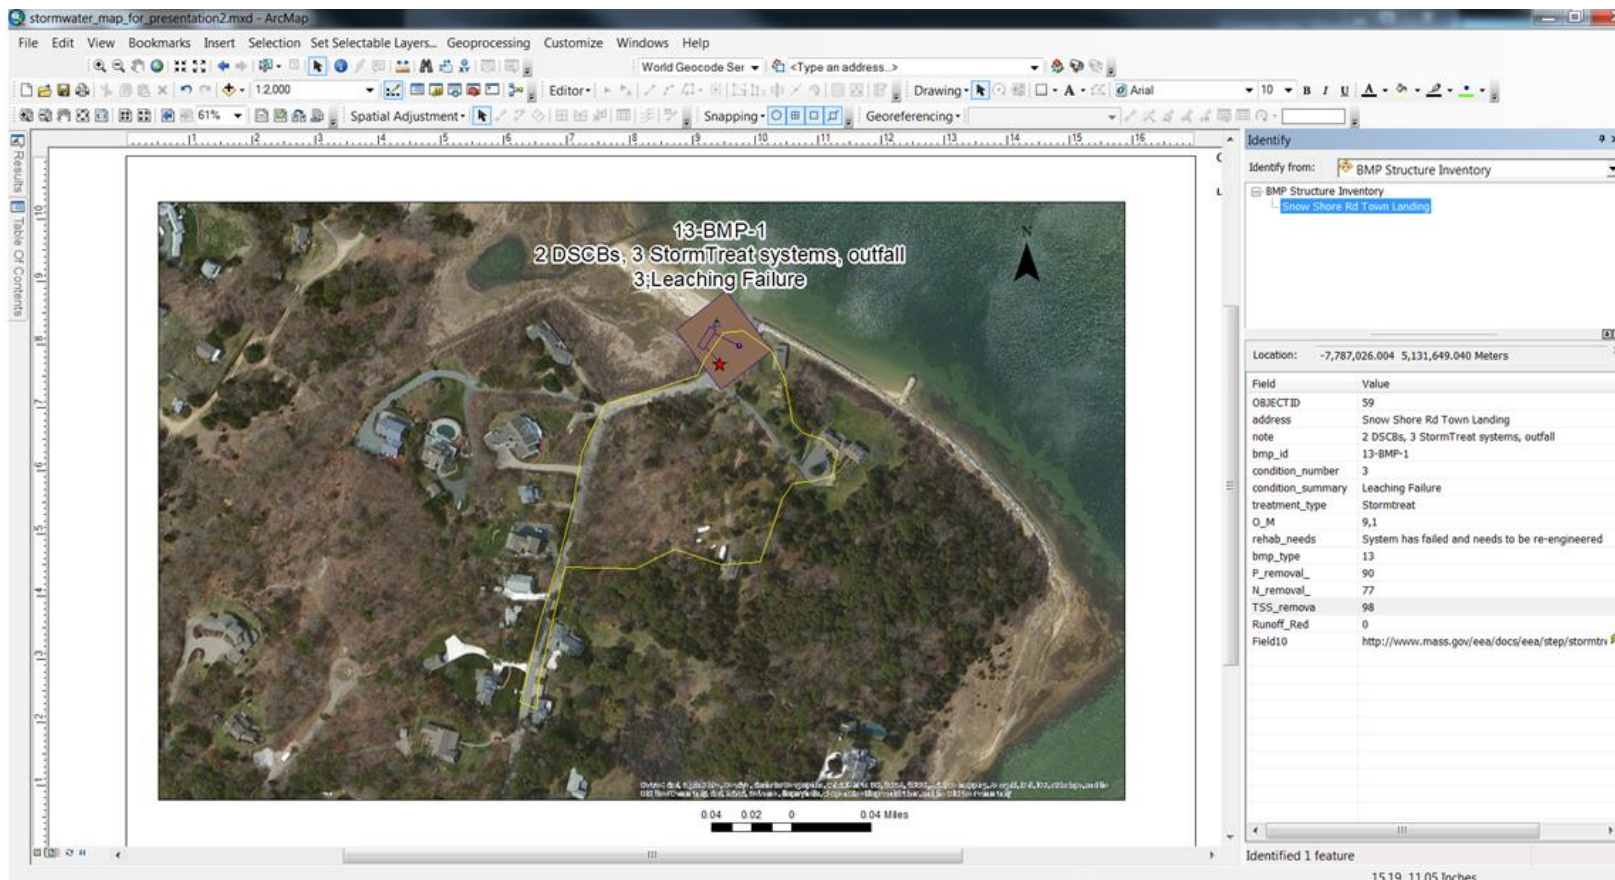 stormwater_map_for_presentation2.mxd - ArcMap
File Edit View Bookmarks Insert Selection Set Selectable Layers... Geoprocessing Customize Windows Help
World Geocode Ser <Type an address...>
1:2,000 Editor Drawing Arial 10 B I U A
61% Spatial Adjustment Snapping Georeferencing
Results
Table Of Contents
13-BMP-1
2 DSCBs, 3 StormTreat systems, outfall
3;Leaching Failure
N
0.04 0.02 0 0.04 Miles
Identify
Identify from: BMP Structure Inventory
BMP Structure Inventory
Snow Shore Rd Town Landing
Location: -7,787,026.004 5,131,649.040 Meters
Field Value
OBJECTID 59
address Snow Shore Rd Town Landing
note 2 DSCBs, 3 StormTreat systems, outfall
bmp_id 13-BMP-1
condition_number 3
condition_summary Leaching Failure
treatment_type Stormtreat
O_M 9,1
rehab_needs System has failed and needs to be re-engineered
bmp_type 13
P_removal_ 90
N_removal_ 77
TSS_remova 98
Runoff_Red 0
Field10 http://www.mass.gov/eea/docs/eea/step/stormtre
Identified 1 feature
15.19 11.05 Inches